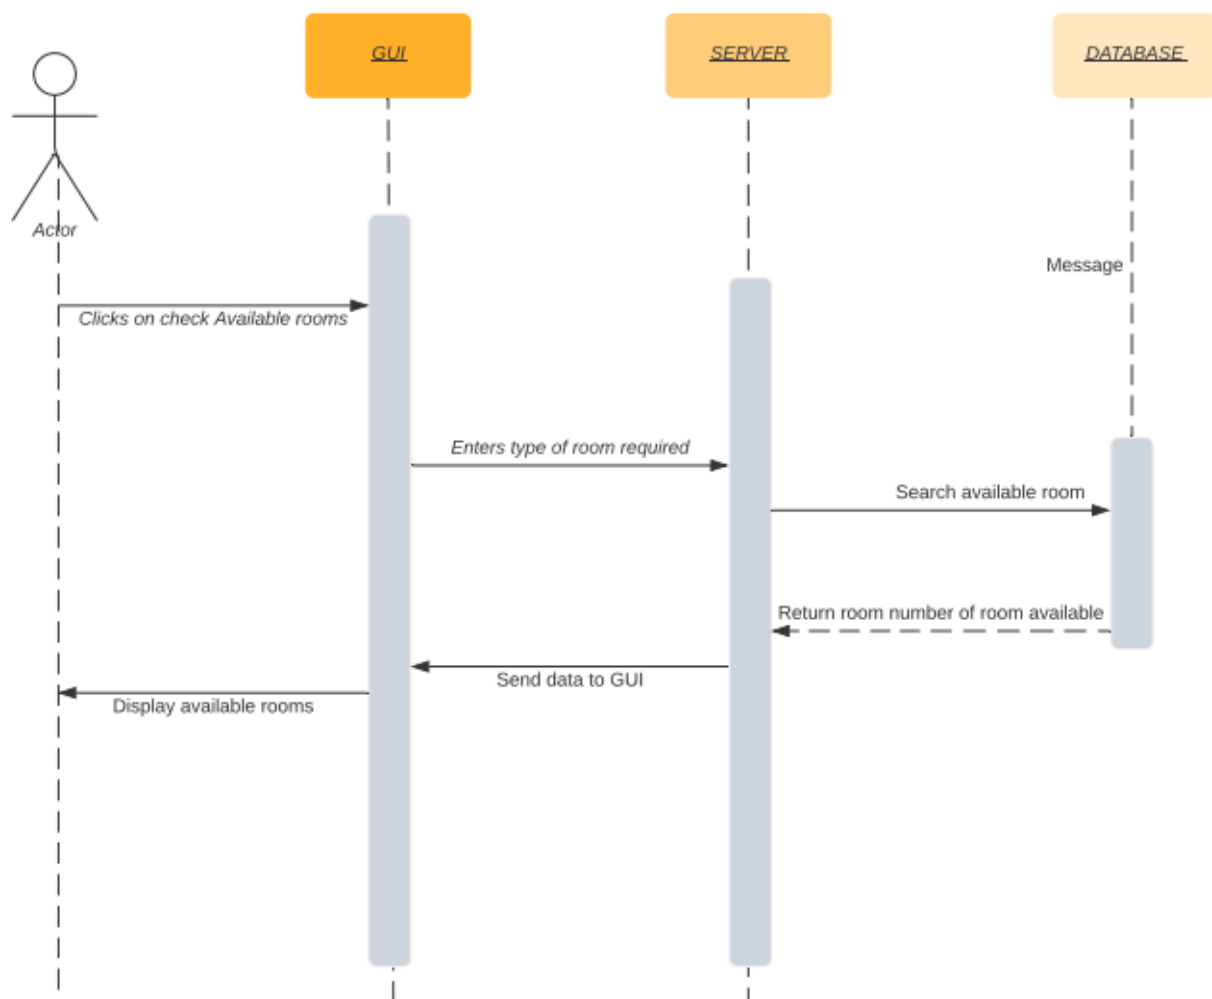 GUI
SERVER
DATABASE
Actor
Message
Clicks on check Available rooms
Enters type of room required
Search available room
Return room number of room available
Send data to GUI
Display available rooms